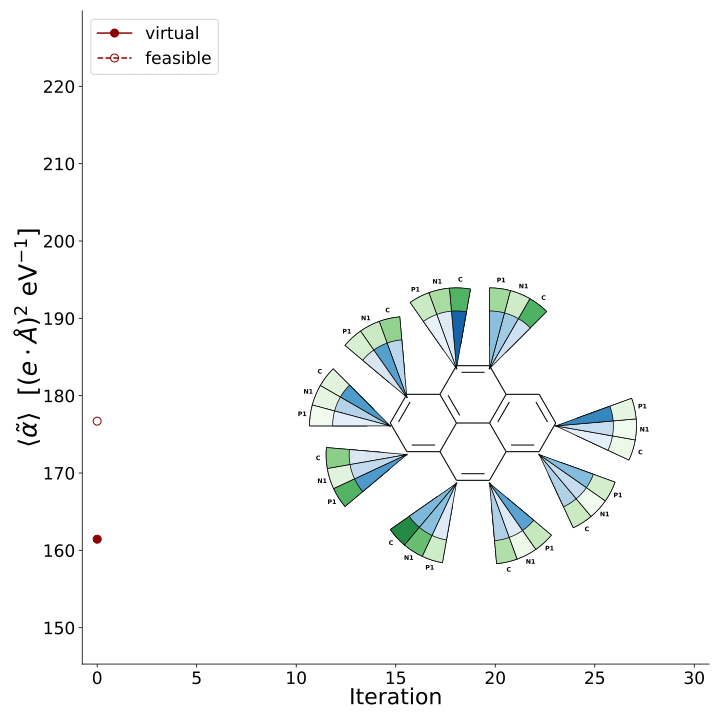 virtual
feasible
220
210
200
190
180
170
160
150
⟨α̃⟩ [(e · Å)² eV⁻¹]
P1 N1 C
P1 N1 C
P1 N1 C
C N1 P1
P1 N1 C
C N1 P1
P1 N1 C
C N1 P1
C N1 P1
0 5 10 15 20 25 30
Iteration